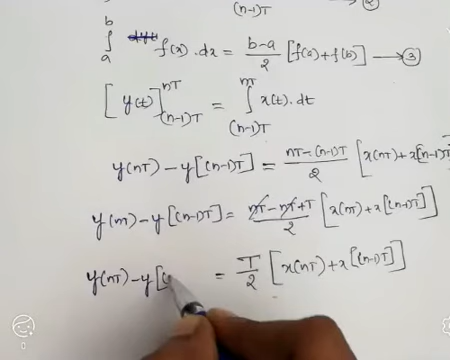 (n-1)T
b
∫ f(x).dx = b-a/2 [f(a)+f(b)] → ③
a
[y(t)]^{nT}_{(n-1)T} = ∫^{nT}_{(n-1)T} x(t).dt
y(nT) - y[(n-1)T] = nT-(n-1)T/2 [x(nT)+x[(n-1)T]
y(nT) - y[(n-1)T] = nT-nT+T/2 [x(nT)+x[(n-1)T]]
y(nT) - y[ = T/2 [x(nT)+x[(n-1)T]]